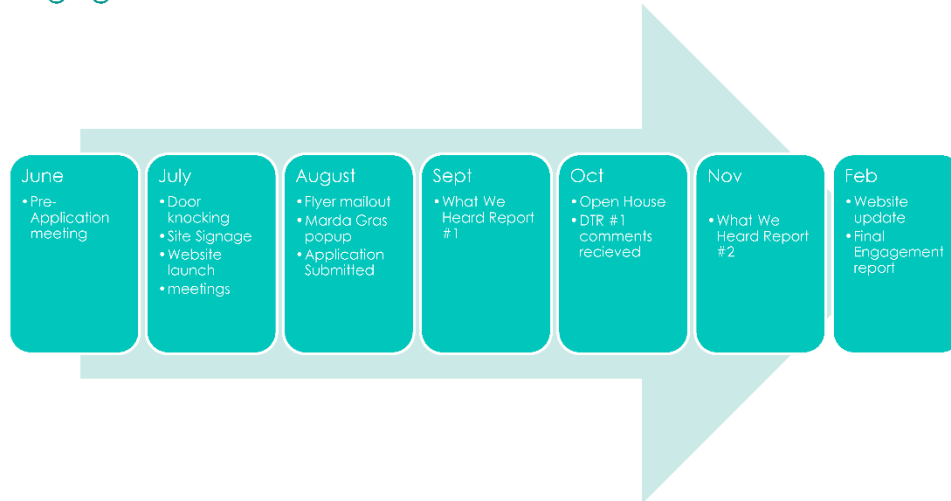 June
• Pre-
Application
meeting
July
• Door
knocking
• Site Signage
• Website
launch
• meetings
August
• Flyer mailout
• Marda Gras
popup
• Application
Submitted
Sept
• What We
Heard Report
#1
Oct
• Open House
• DTR #1
comments
recieved
Nov
• What We
Heard Report
#2
Feb
• Website
update
• Final
Engagement
report